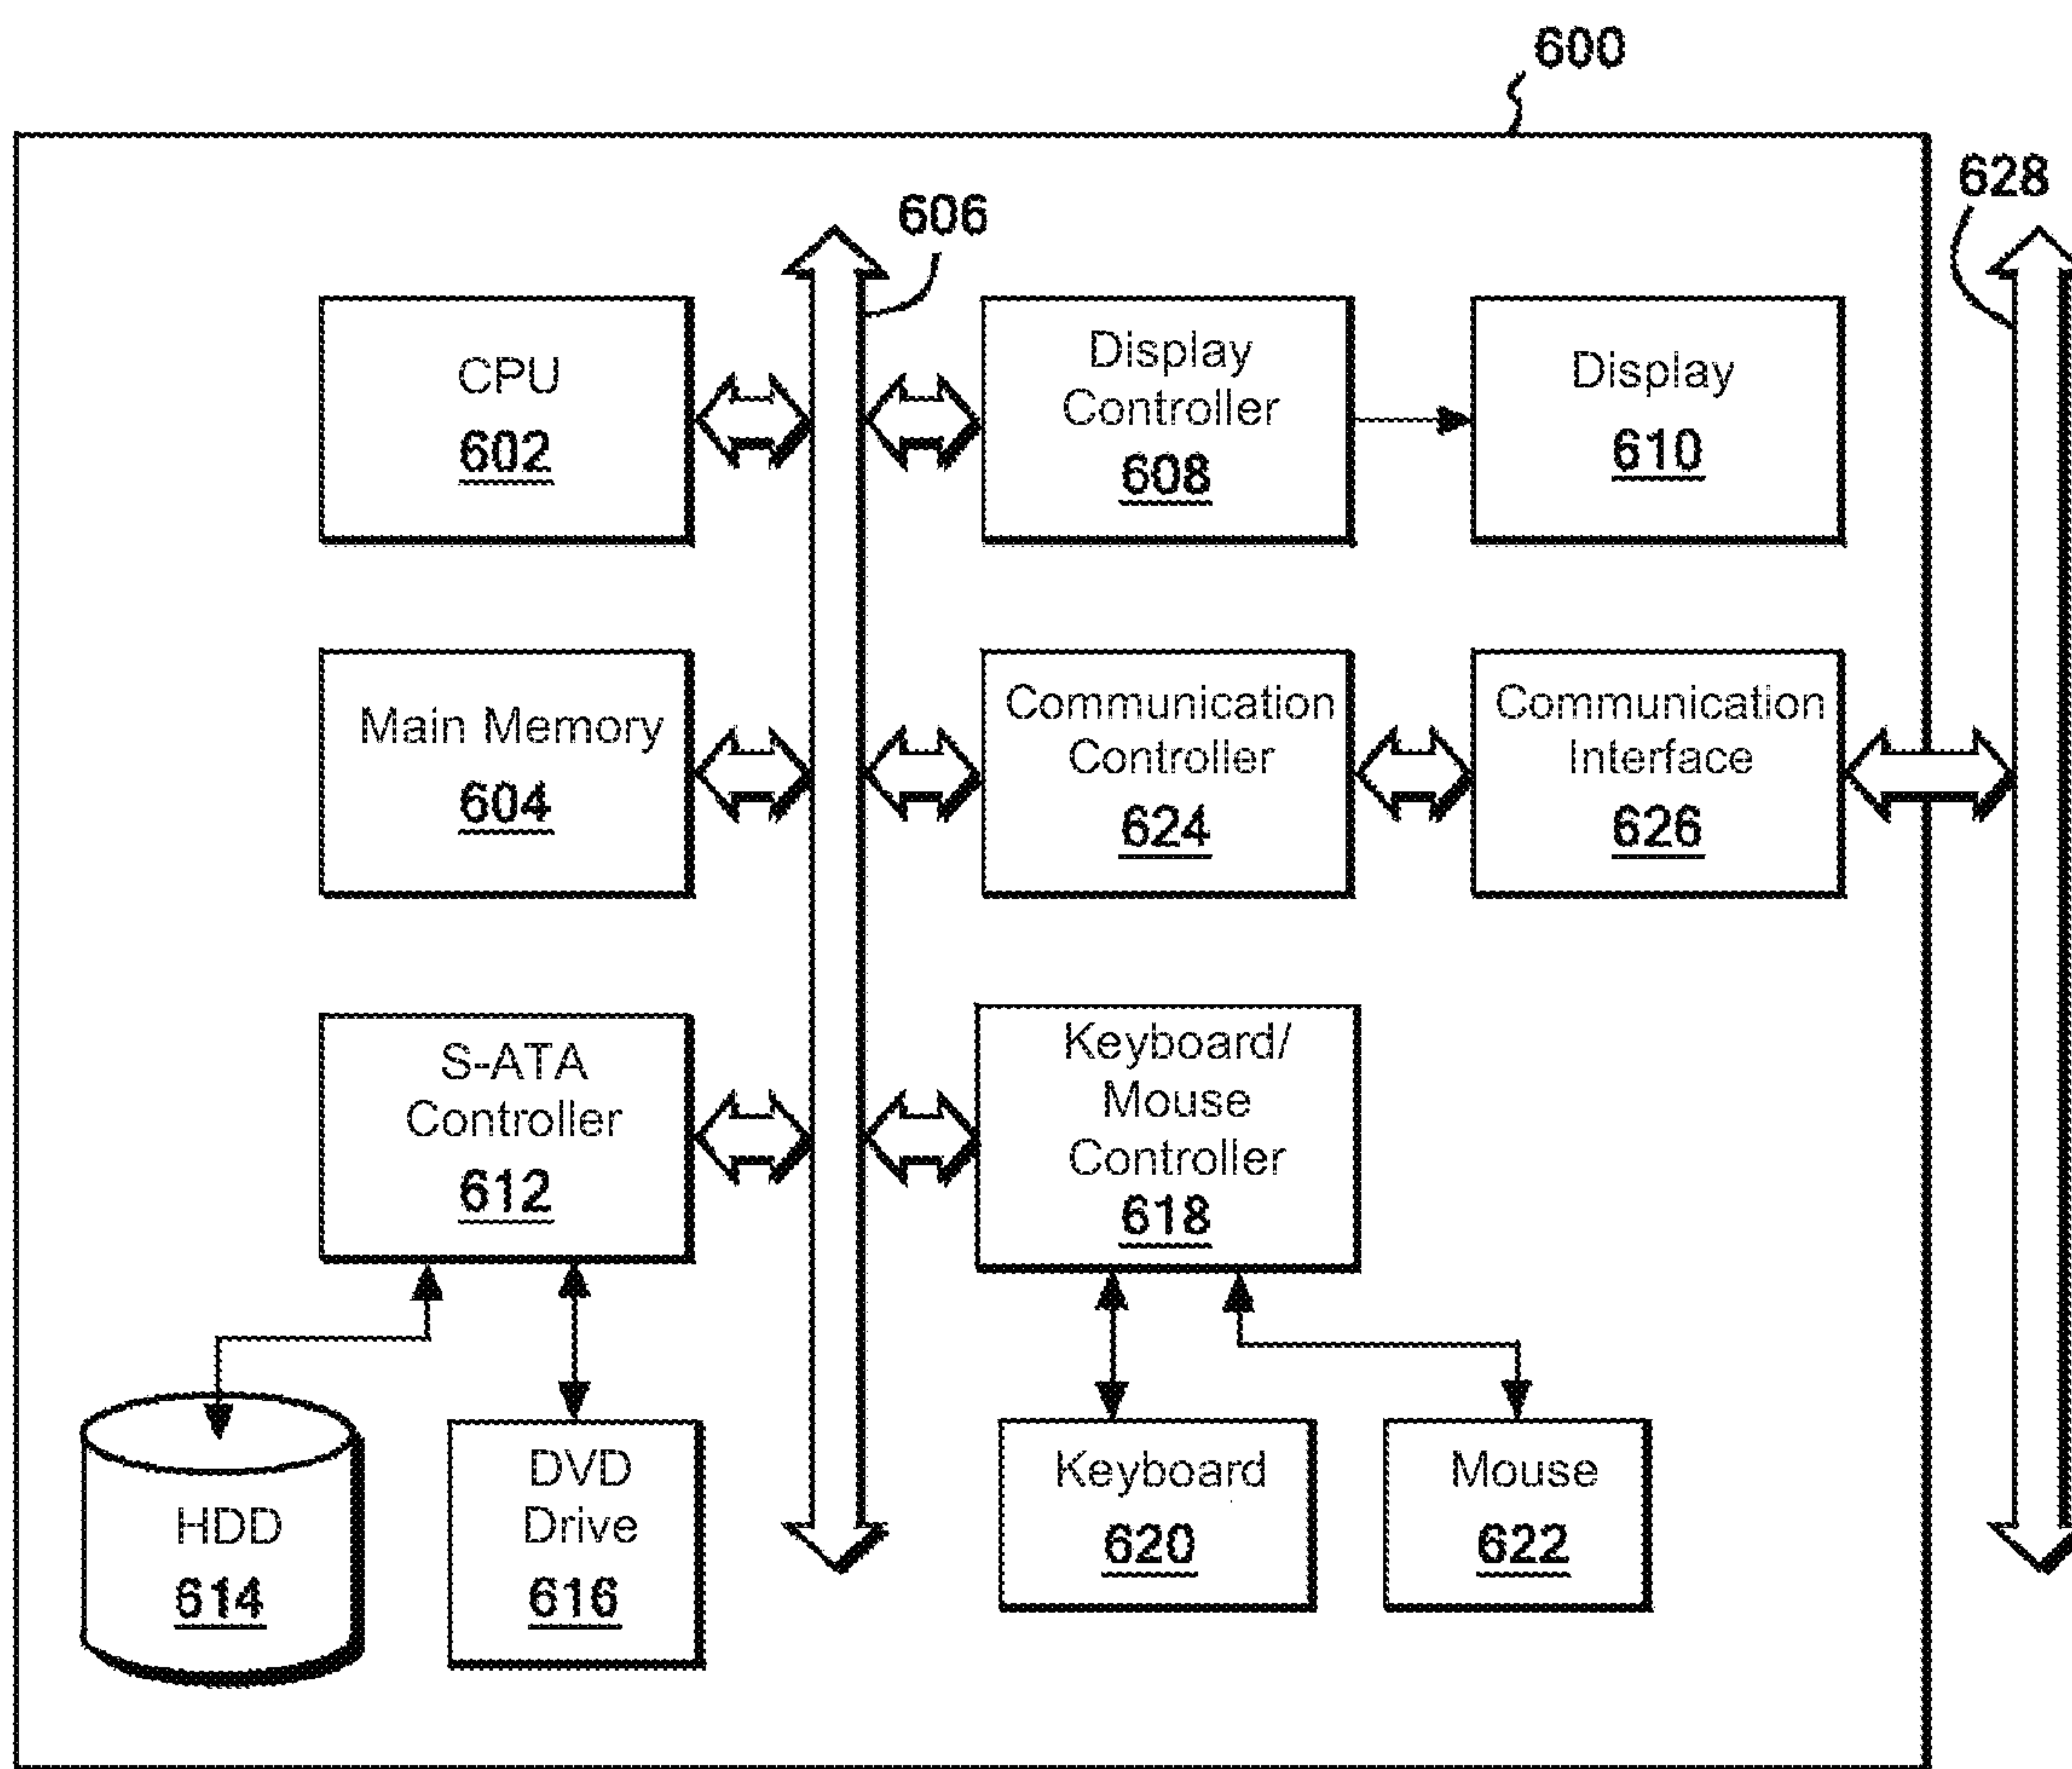 600
628
606
CPU
602
Display
Controller
608
Display
610
Main Memory
604
Communication
Controller
624
Communication
Interface
626
S-ATA
Controller
612
Keyboard/
Mouse
Controller
618
HDD
614
DVD
Drive
616
Keyboard
620
Mouse
622